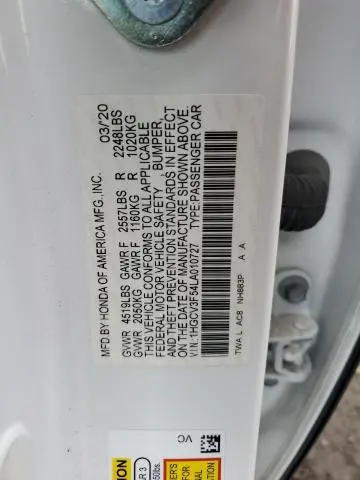 MFD BY HONDA OF AMERICA MFG.,INC. 03/'20
GVWR 4519LBS GAWR F 2557LBS R 2248LBS
GVWR 2050KG GAWR F 1160KG R 1020KG
THIS VEHICLE CONFORMS TO ALL APPLICABLE
FEDERAL MOTOR VEHICLE SAFETY , BUMPER,
AND THEFT PREVENTION STANDARDS IN EFFECT
ON THE DATE OF MANUFACTURE SHOWN ABOVE.
V.I.N: 1HGCV3F54LA010727 TYPE:PASSENGER CAR
TWA L AC8 NH883P A A
VC